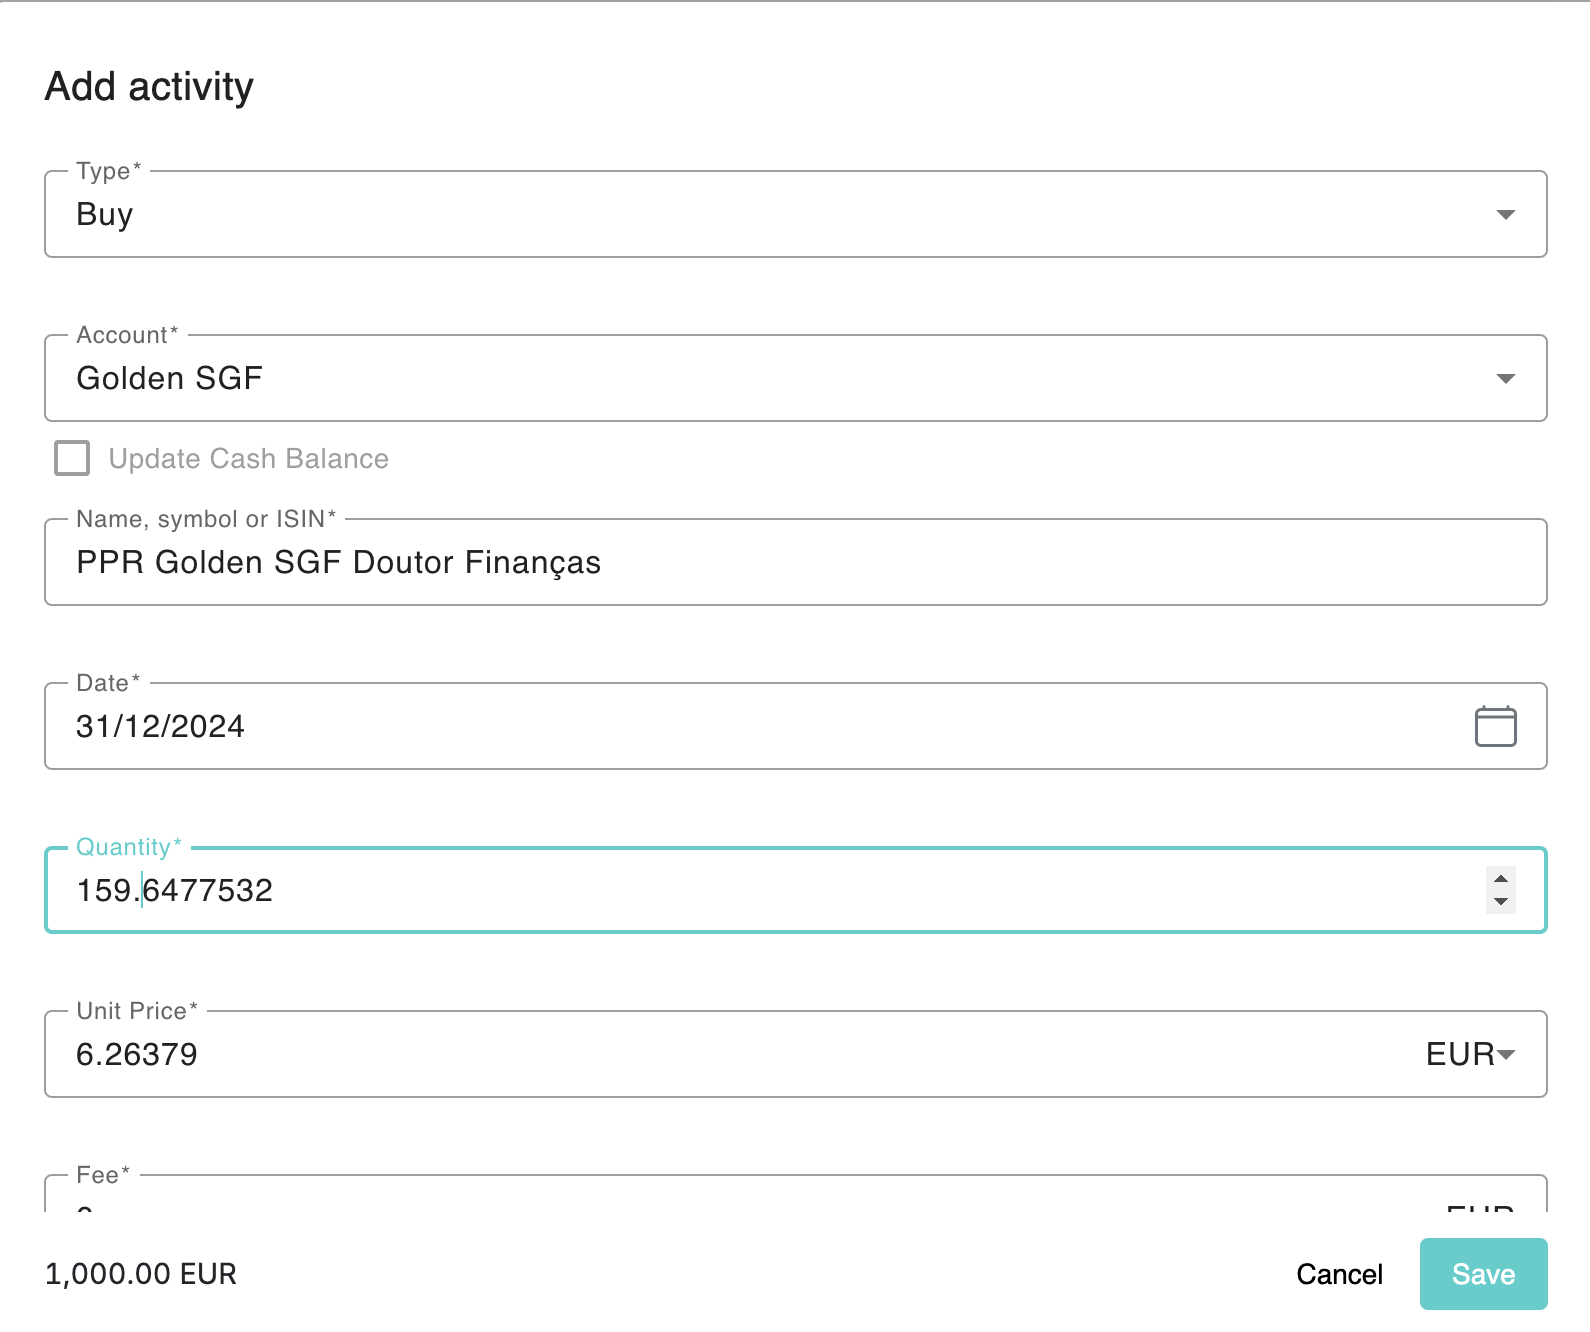 Add activity
Type*
Buy
Account*
Golden SGF
Update Cash Balance
Name, symbol or ISIN*
PPR Golden SGF Doutor Finanças
Date*
31/12/2024
Quantity*
159.6477532
Unit Price*
6.26379 EUR
Fee*
EUR
1,000.00 EUR Cancel Save